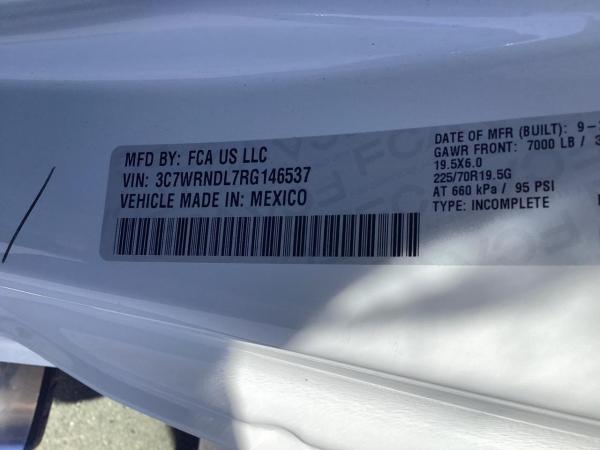 MFD BY: FCA US LLC
VIN: 3C7WRNDL7RG146537
VEHICLE MADE IN: MEXICO
DATE OF MFR (BUILT): 9-
GAWR FRONT: 7000 LB /
19.5X6.0
225/70R19.5G
AT 660 kPa / 95 PSI
TYPE: INCOMPLETE